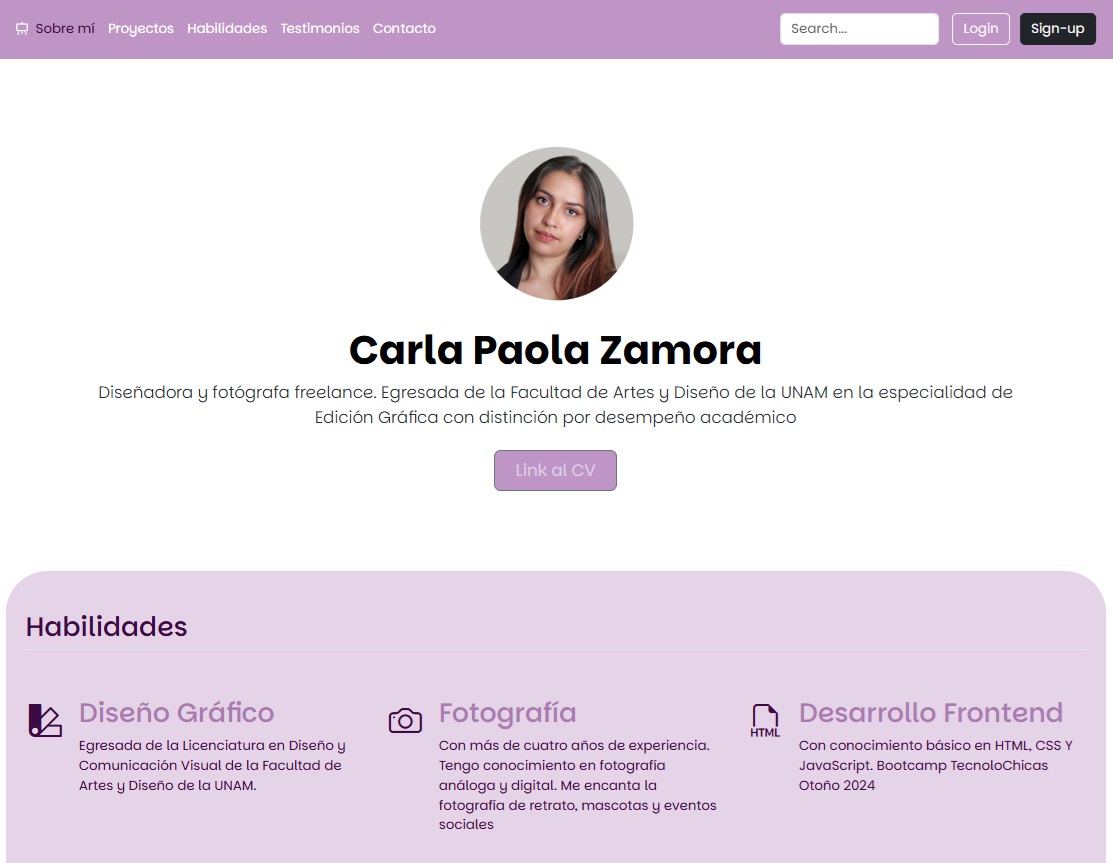 Sobre mí Proyectos Habilidades Testimonios Contacto Search... Login Sign-up
Carla Paola Zamora
Diseñadora y fotógrafa freelance. Egresada de la Facultad de Artes y Diseño de la UNAM en la especialidad de
Edición Gráfica con distinción por desempeño académico
Link al CV
Habilidades
Diseño Gráfico
Egresada de la Licenciatura en Diseño y
Comunicación Visual de la Facultad de
Artes y Diseño de la UNAM.
Fotografía
Con más de cuatro años de experiencia.
Tengo conocimiento en fotografía
análoga y digital. Me encanta la
fotografía de retrato, mascotas y eventos
sociales
HTML
Desarrollo Frontend
Con conocimiento básico en HTML, CSS Y
JavaScript. Bootcamp TecnoloChicas
Otoño 2024